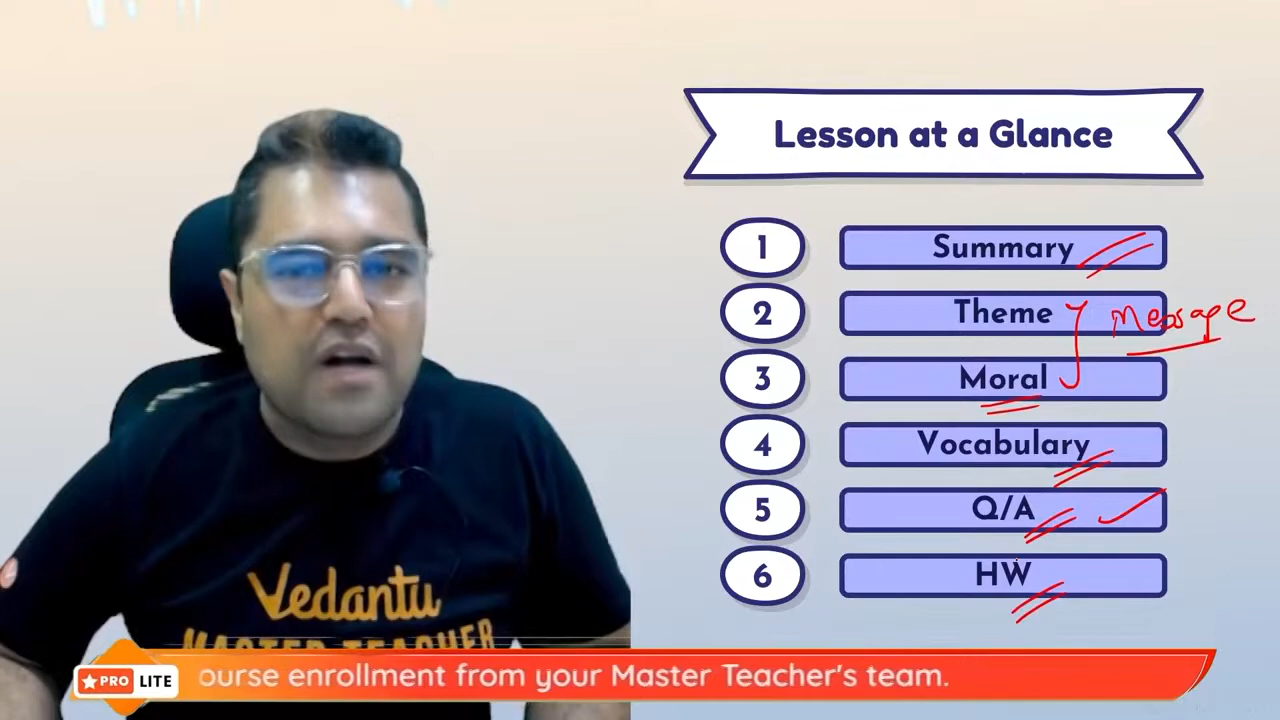 Lesson at a Glance
1 Summary
2 Theme
Message
3 Moral
4 Vocabulary
5 Q/A
6 HW
Vedantu
MASTER TEACHER
PRO LITE
ourse enrollment from your Master Teacher's team.